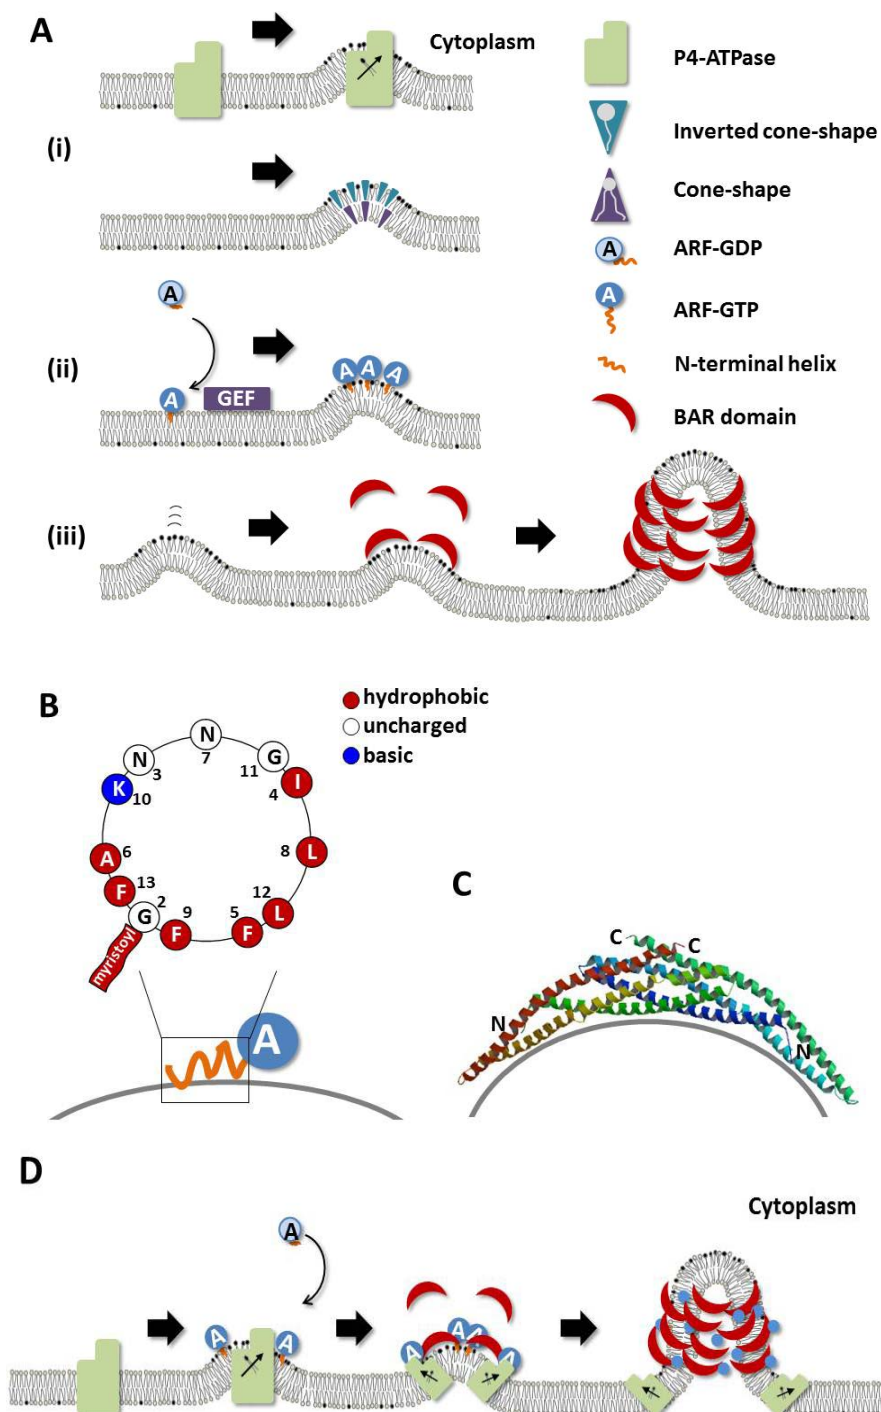 A
Cytoplasm
P4-ATPase
(i)
Inverted cone-shape
Cone-shape
A
ARF-GDP
A
ARF-GTP
N-terminal helix
BAR domain
(ii)
A
A
GEF
A A A
(iii)
B
hydrophobic
uncharged
basic
N
7
N
3
G
11
I
4
K
10
L
8
A
6
F
13
G
2
F
9
F
5
L
12
myristoyl
A
C
C
C
N
N
D
Cytoplasm
A
A
A
A
A
A
A